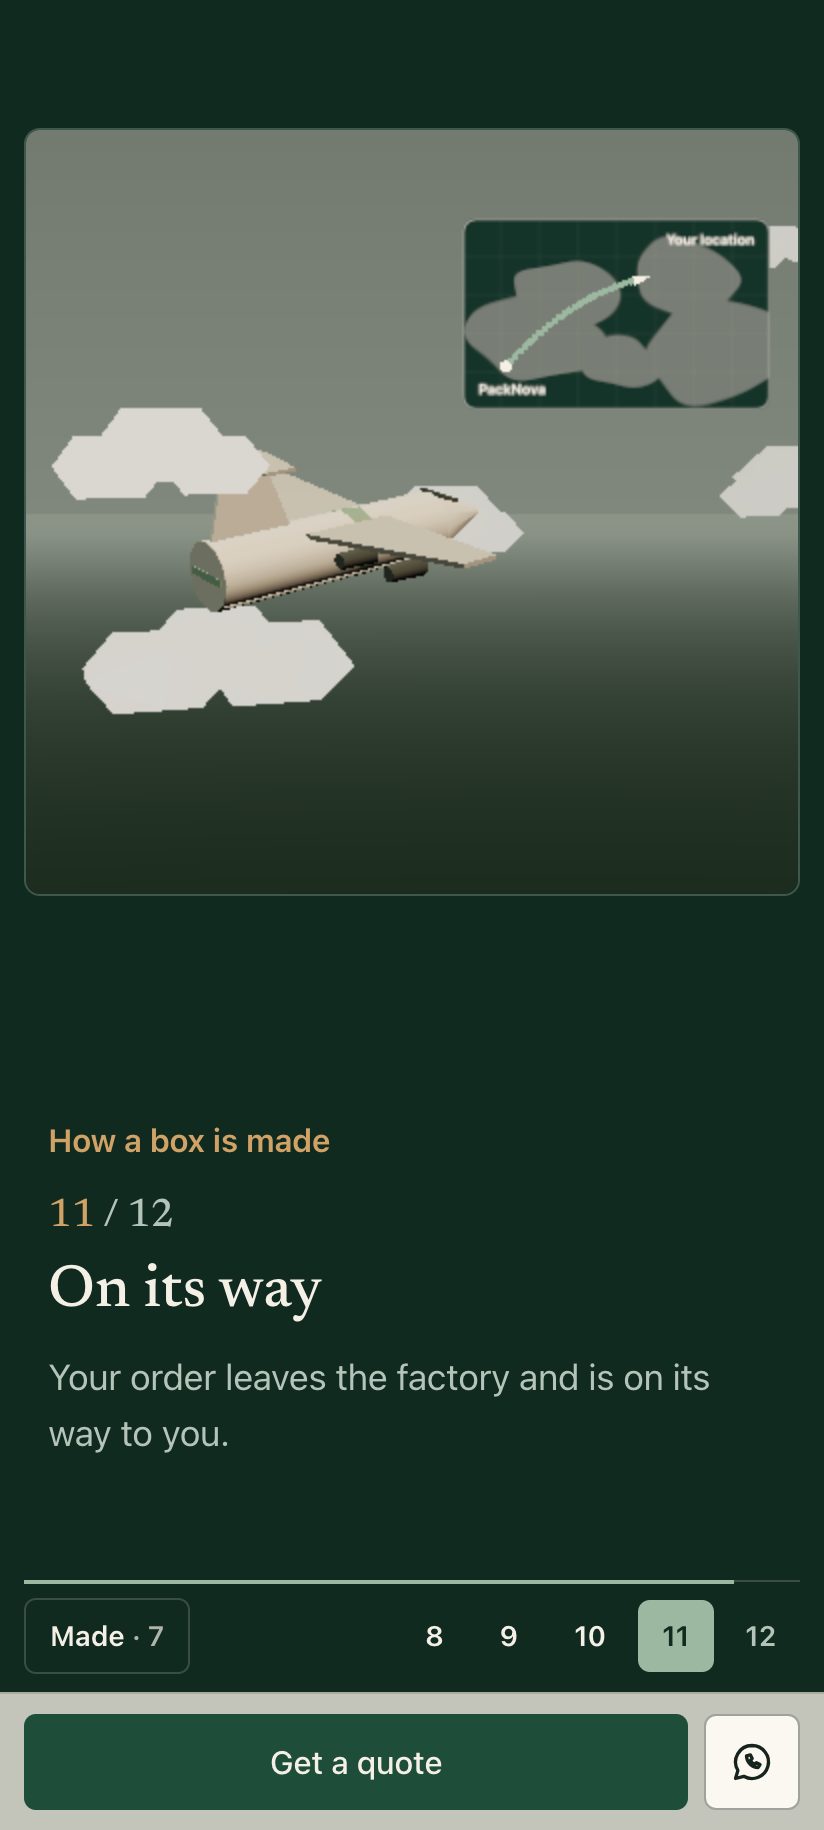 Your location
PackNova
How a box is made
11 / 12
On its way
Your order leaves the factory and is on its
way to you.
Made · 7
8
9
10
11
12
Get a quote